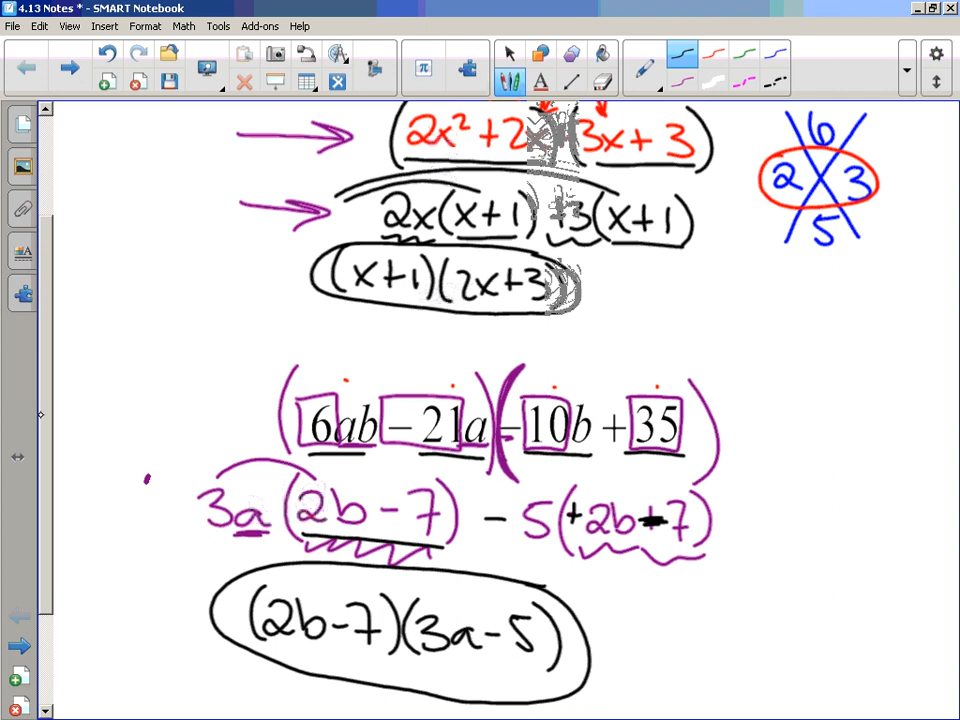 4.13 Notes * - SMART Notebook
File Edit View Insert Format Math Tools Add-ons Help
(2x² + 2x)(3x + 3)
6
2 3
5
2x(x+1) +3(x+1)
(x+1)(2x+3)
(6ab – 21a)(–10b + 35)
3a(2b-7) - 5(+2b-7)
(2b-7)(3a-5)